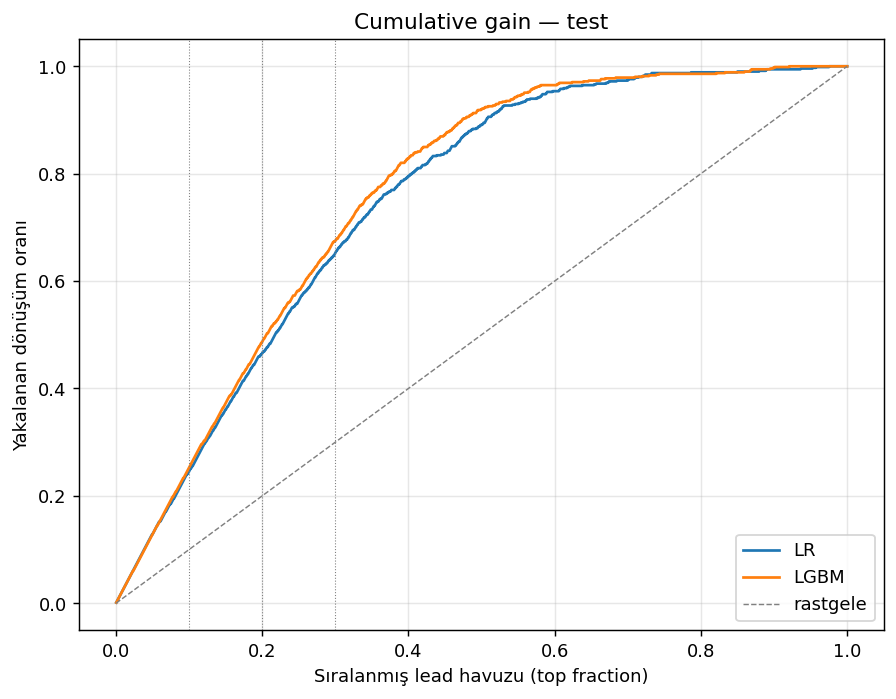 Cumulative gain — test
Yakalanan dönüşüm oranı
1.0
0.8
0.6
0.4
0.2
0.0
0.0 0.2 0.4 0.6 0.8 1.0
Sıralanmış lead havuzu (top fraction)
LR
LGBM
rastgele